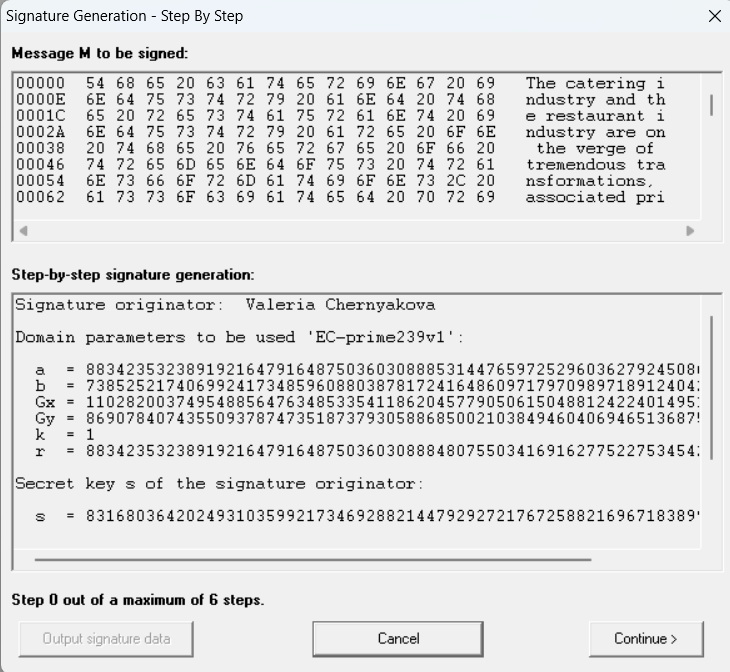 Signature Generation - Step By Step
Message M to be signed:
00000 54 68 65 20 63 61 74 65 72 69 6E 67 20 69 The catering i
0000E 6E 64 75 73 74 72 79 20 61 6E 64 20 74 68 ndustry and th
0001C 65 20 72 65 73 74 61 75 72 61 6E 74 20 69 e restaurant i
0002A 6E 64 75 73 74 72 79 20 61 72 65 20 6F 6E ndustry are on
00038 20 74 68 65 20 76 65 72 67 65 20 6F 66 20 the verge of
00046 74 72 65 6D 65 6E 64 6F 75 73 20 74 72 61 tremendous tra
00054 6E 73 66 6F 72 6D 61 74 69 6F 6E 73 2C 20 nsformations,
00062 61 73 73 6F 63 69 61 74 65 64 20 70 72 69 associated pri
Step-by-step signature generation:
Signature originator: Valeria Chernyakova
Domain parameters to be used 'EC-prime239v1':
a = 8834235323891921647916487503603088853144765972529603627924508
b = 73852521740699241734859608803878172416486097179709897189124042
Gx = 110282003749548856476348533541186204577905061504881242240149511
Gy = 869078407435509378747351873793058868500210384946040694651368759
k = 1
r = 883423532389192164791648750360308884807550341691627752275345424
Secret key s of the signature originator:
s = 8316803642024931035992173469288214479292721767258821696718389
Step 0 out of a maximum of 6 steps.
Output signature data
Cancel
Continue >